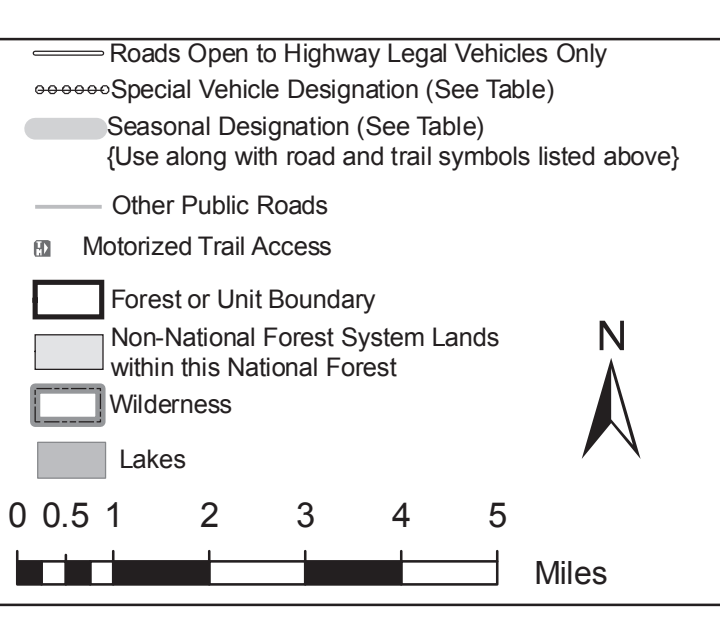 Roads Open to Highway Legal Vehicles Only
Special Vehicle Designation (See Table)
Seasonal Designation (See Table)
{Use along with road and trail symbols listed above}
Other Public Roads
Motorized Trail Access
Forest or Unit Boundary
Non-National Forest System Lands
within this National Forest
Wilderness
Lakes
N
0 0.5 1 2 3 4 5
Miles